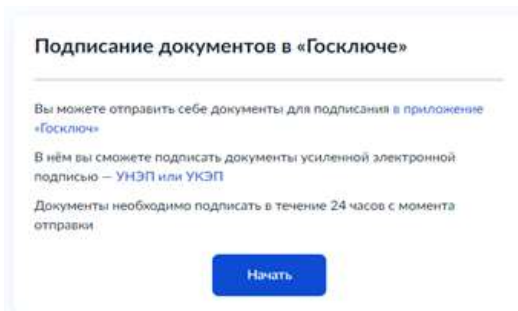 Подписание документов в «Госключе»
Вы можете отправить себе документы для подписания в приложение
«Госключ»
В нём вы сможете подписать документы усиленной электронной
подписью — УНЭП или УКЭП
Документы необходимо подписать в течение 24 часов с момента
отправки
Начать